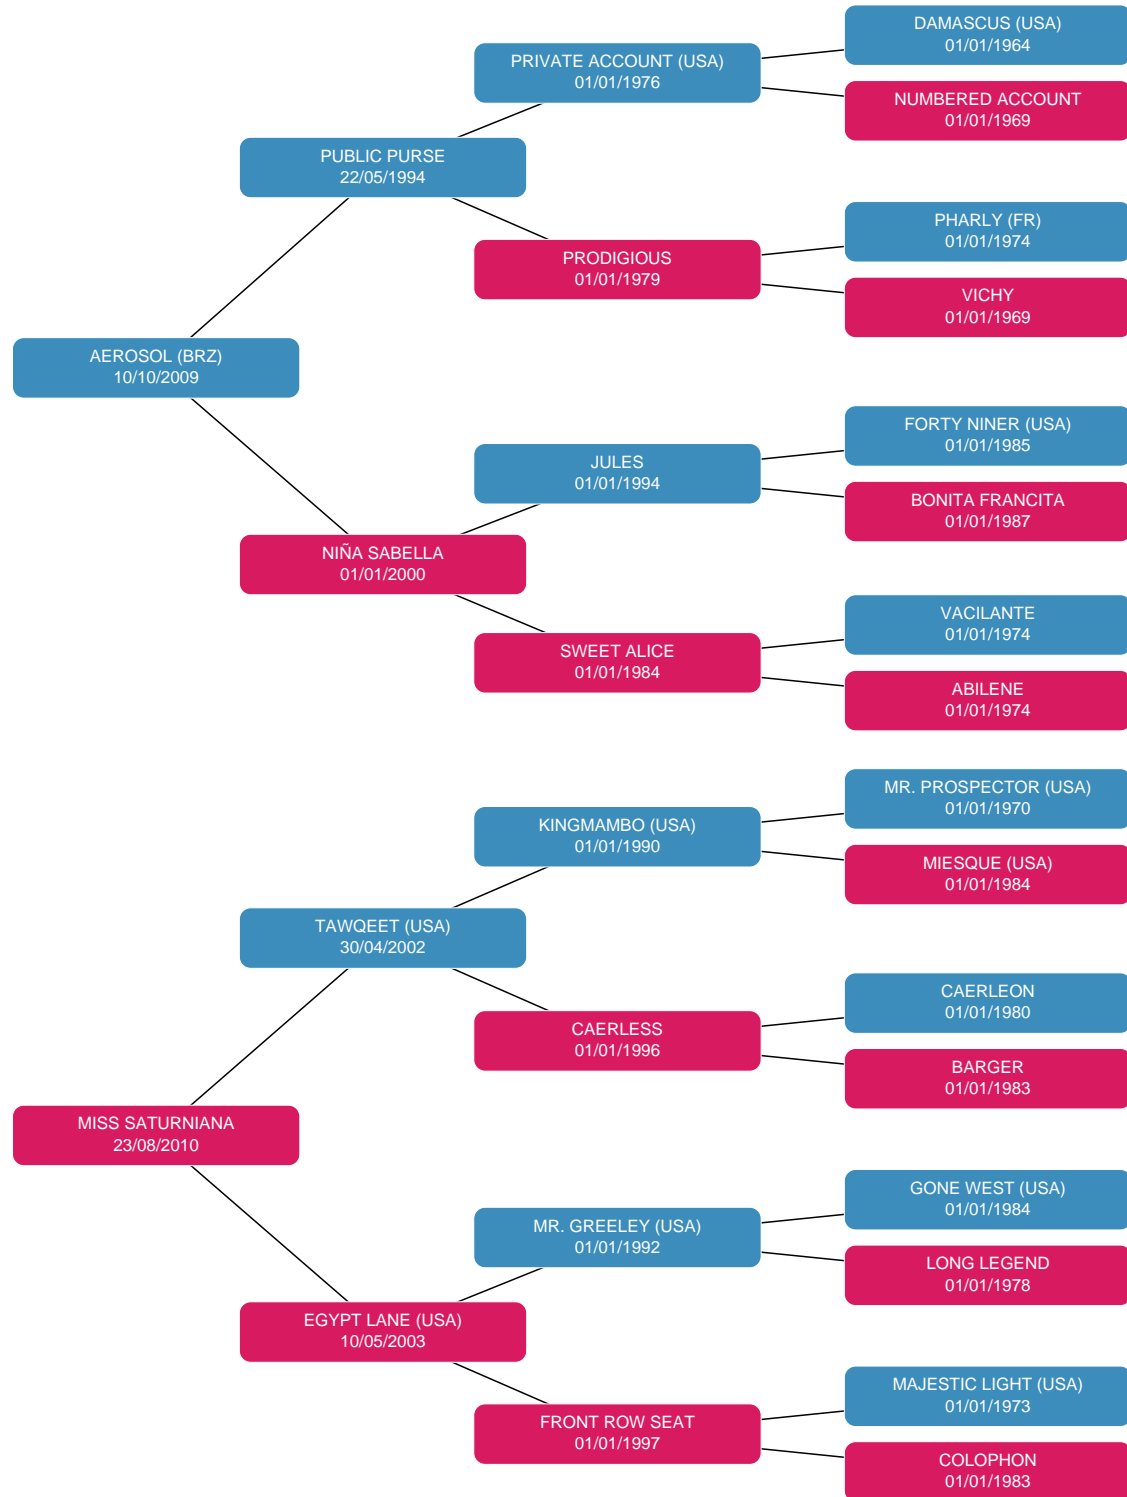 DAMASCUS (USA)
01/01/1964
PRIVATE ACCOUNT (USA)
01/01/1976
NUMBERED ACCOUNT
01/01/1969
PUBLIC PURSE
22/05/1994
PHARLY (FR)
01/01/1974
PRODIGIOUS
01/01/1979
VICHY
01/01/1969
AEROSOL (BRZ)
10/10/2009
FORTY NINER (USA)
01/01/1985
JULES
01/01/1994
BONITA FRANCITA
01/01/1987
NIÑA SABELLA
01/01/2000
VACILANTE
01/01/1974
SWEET ALICE
01/01/1984
ABILENE
01/01/1974
MR. PROSPECTOR (USA)
01/01/1970
KINGMAMBO (USA)
01/01/1990
MIESQUE (USA)
01/01/1984
TAWQEET (USA)
30/04/2002
CAERLEON
01/01/1980
CAERLESS
01/01/1996
BARGER
01/01/1983
MISS SATURNIANA
23/08/2010
GONE WEST (USA)
01/01/1984
MR. GREELEY (USA)
01/01/1992
LONG LEGEND
01/01/1978
EGYPT LANE (USA)
10/05/2003
MAJESTIC LIGHT (USA)
01/01/1973
FRONT ROW SEAT
01/01/1997
COLOPHON
01/01/1983